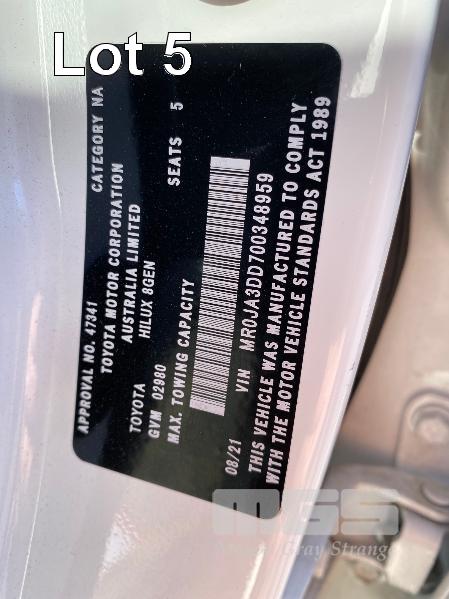 Lot 5
APPROVAL NO. 47341 CATEGORY NA
TOYOTA MOTOR CORPORATION
AUSTRALIA LIMITED
TOYOTA HILUX 8GEN
GVM 02980 SEATS 5
MAX. TOWING CAPACITY
08/21 VIN MR0JA3DD700348959
THIS VEHICLE WAS MANUFACTURED TO COMPLY
WITH THE MOTOR VEHICLE STANDARDS ACT 1989
MGS
Gray Strange